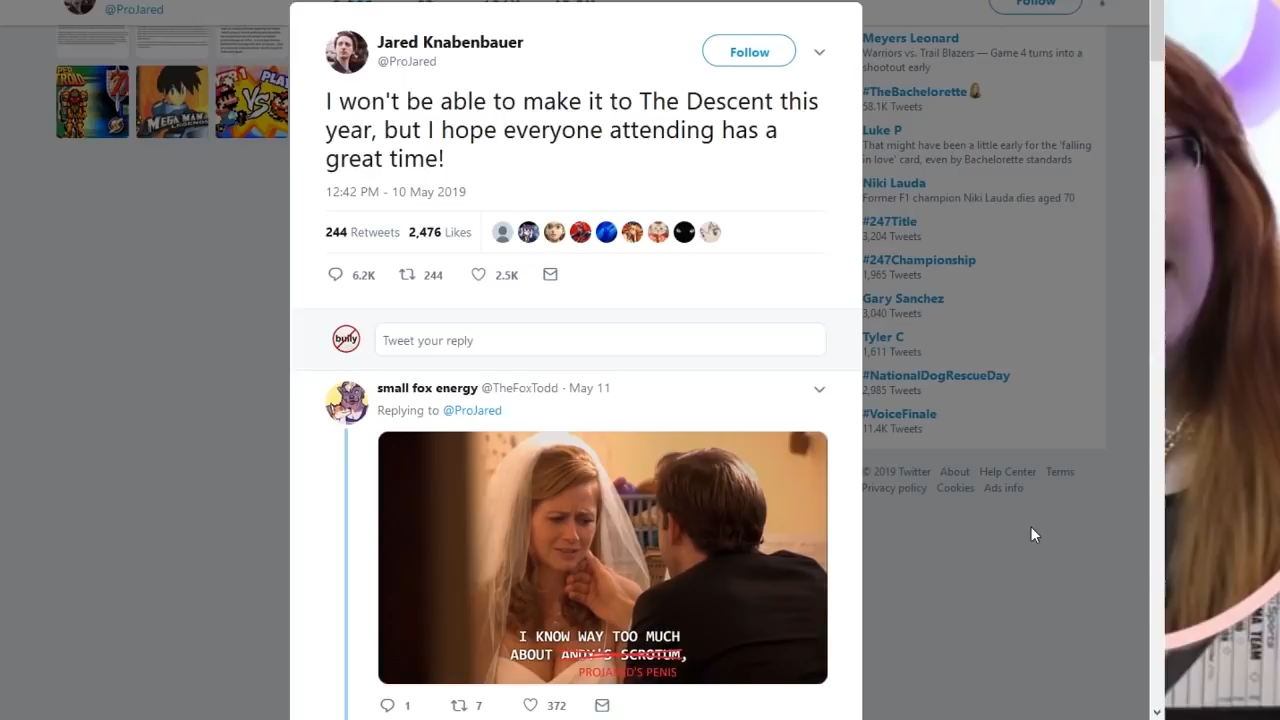 @ProJared
Jared Knabenbauer
@ProJared
Follow
I won't be able to make it to The Descent this
year, but I hope everyone attending has a
great time!
12:42 PM - 10 May 2019
244 Retweets 2,476 Likes
6.2K 244 2.5K
bully
Tweet your reply
small fox energy @TheFoxTodd · May 11
Replying to @ProJared
I KNOW WAY TOO MUCH
ABOUT ANDY'S SCROTUM,
PROJARED'S PENIS
1 7 372
Follow
Meyers Leonard
Warriors vs. Trail Blazers — Game 4 turns into a
shootout early
#TheBachelorette
58.1K Tweets
Luke P
That might have been a little early for the 'falling
in love' card, even by Bachelorette standards
Niki Lauda
Former F1 champion Niki Lauda dies aged 70
#247Title
3,204 Tweets
#247Championship
1,965 Tweets
Gary Sanchez
3,040 Tweets
Tyler C
1,611 Tweets
#NationalDogRescueDay
2,985 Tweets
#VoiceFinale
11.4K Tweets
© 2019 Twitter About Help Center Terms
Privacy policy Cookies Ads info
MEGA MAN
LEGENDS
VS